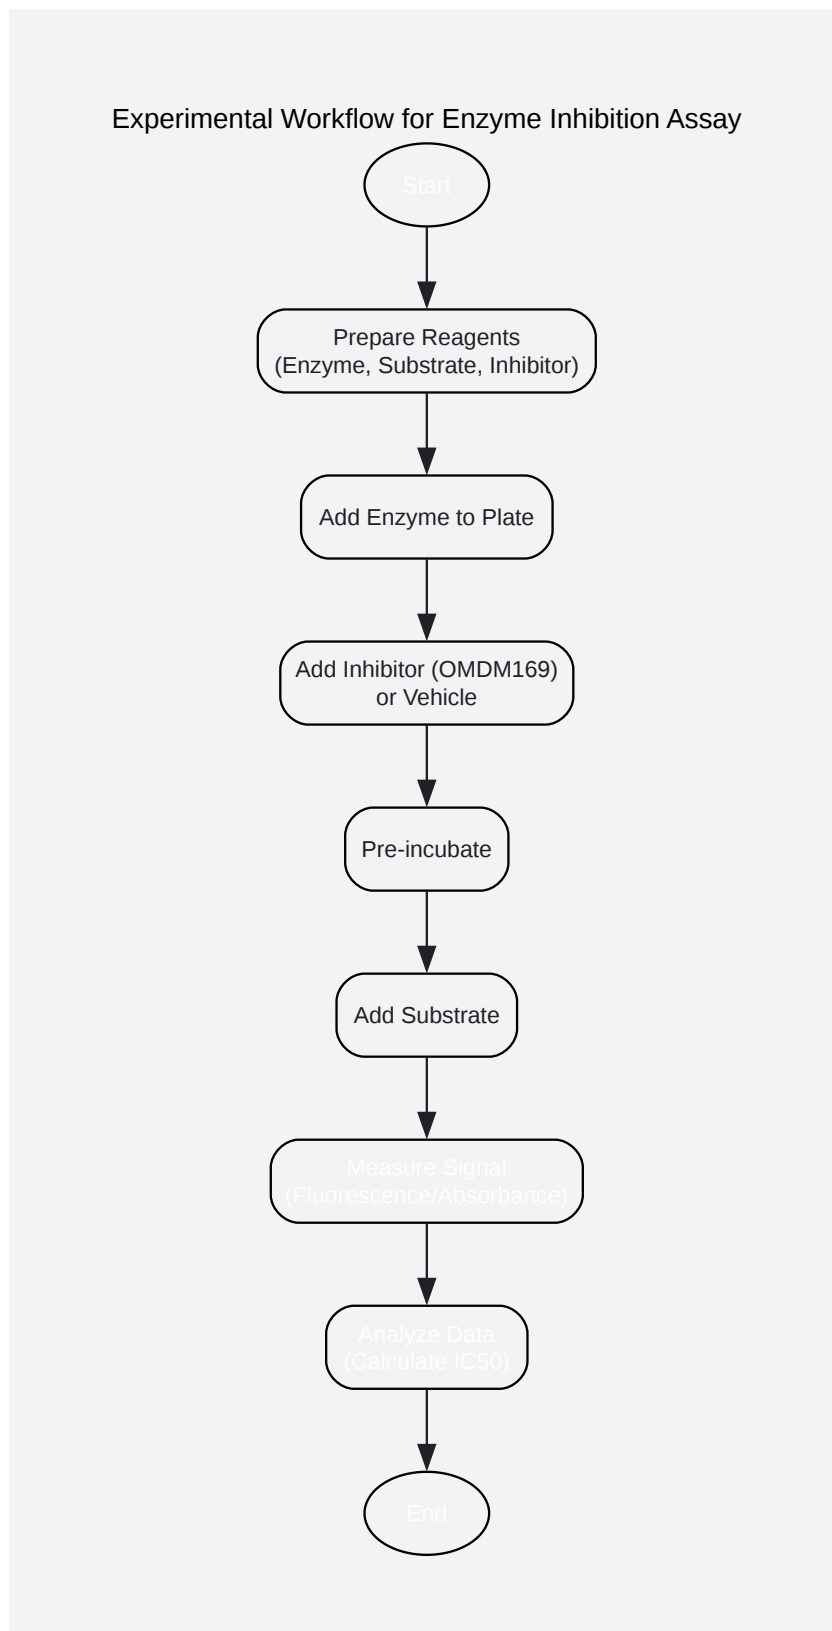 Experimental Workflow for Enzyme Inhibition Assay
Start
Prepare Reagents
(Enzyme, Substrate, Inhibitor)
Add Enzyme to Plate
Add Inhibitor (OMDM169)
or Vehicle
Pre-incubate
Add Substrate
Measure Signal
(Fluorescence/Absorbance)
Analyze Data
(Calculate IC50)
End